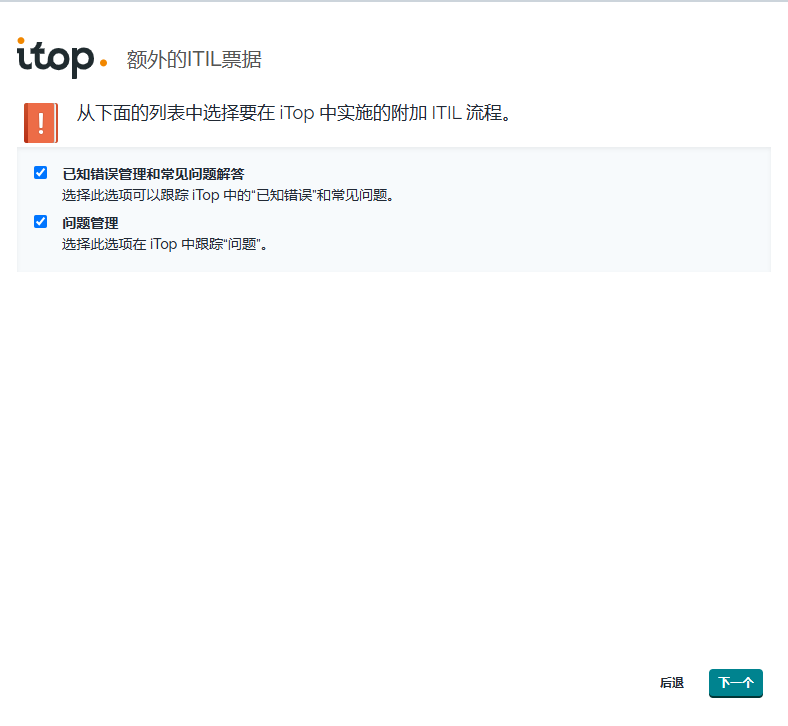 itop
额外的ITIL票据
从下面的列表中选择要在 iTop 中实施的附加 ITIL 流程。
已知错误管理和常见问题解答
选择此选项可以跟踪 iTop 中的“已知错误”和常见问题。
问题管理
选择此选项在 iTop 中跟踪“问题”。
后退
下一个